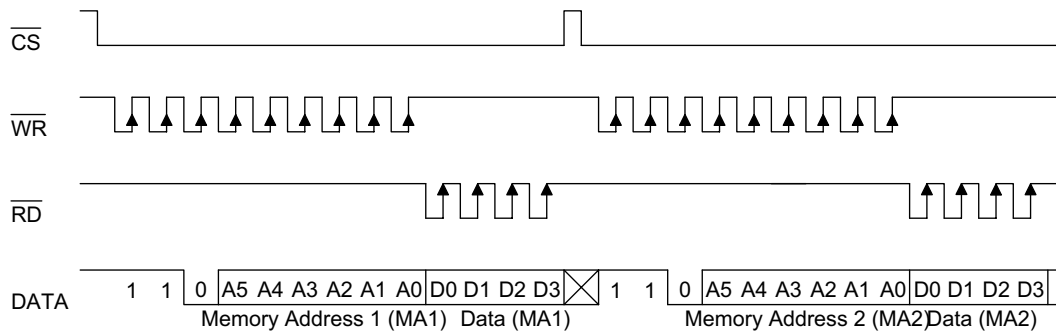 CS
WR
RD
DATA 1 1 0 A5 A4 A3 A2 A1 A0 D0 D1 D2 D3 1 1 0 A5 A4 A3 A2 A1 A0 D0 D1 D2 D3
Memory Address 1 (MA1) Data (MA1) Memory Address 2 (MA2) Data (MA2)